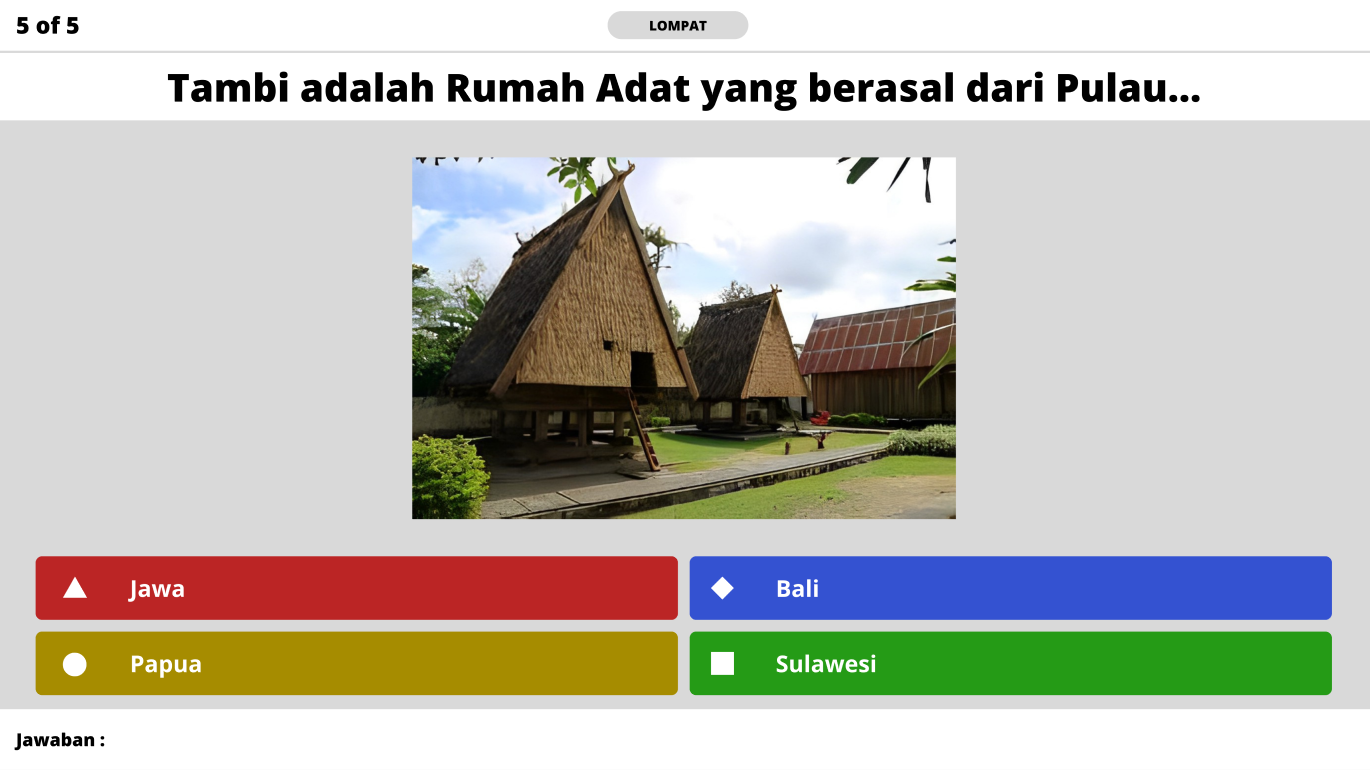 5 of 5
LOMPAT
Tambi adalah Rumah Adat yang berasal dari Pulau...
Jawa
Bali
Papua
Sulawesi
Jawaban :